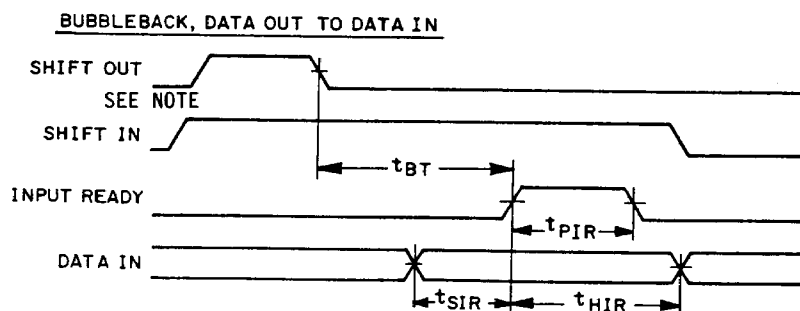 BUBBLEBACK, DATA OUT TO DATA IN
SHIFT OUT
SEE NOTE
SHIFT IN
tBT
INPUT READY
tPIR
DATA IN
tSIR
tHIR